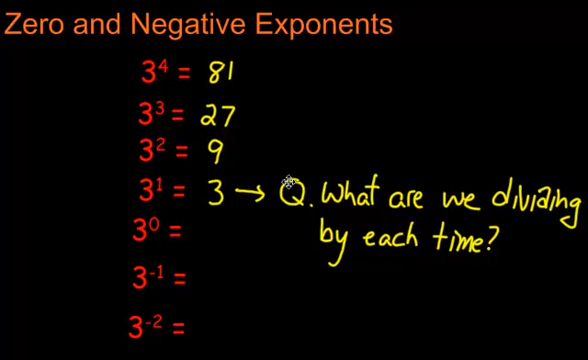 Zero and Negative Exponents
3⁴ = 81
3³ = 27
3² = 9
3¹ = 3 → Q. What are we dividing
by each time?
3⁰ =
3⁻¹ =
3⁻² =